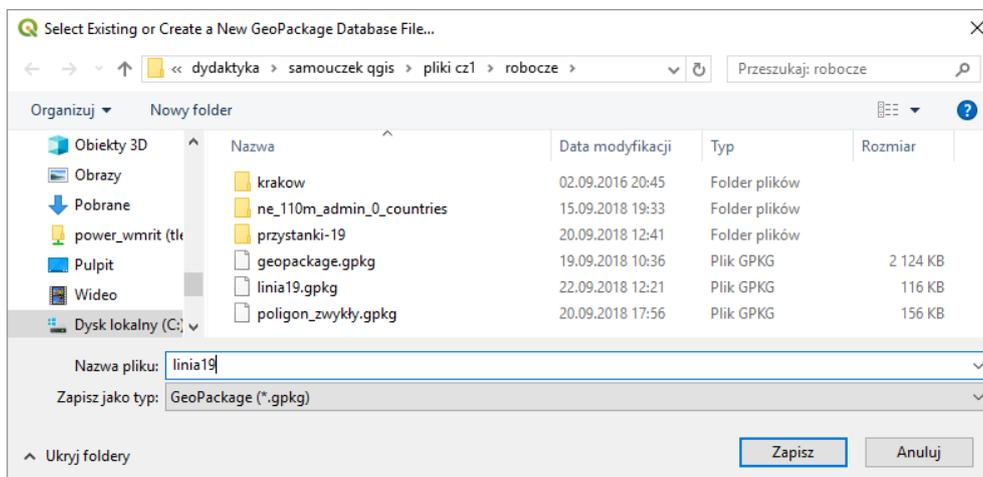 Select Existing or Create a New GeoPackage Database File...
« dydaktyka > samouczek qgis > pliki cz1 > robocze >
Przeszukaj: robocze
Organizuj
Nowy folder
Obiekty 3D
Obrazy
Pobrane
power_wmrit (tle
Pulpit
Wideo
Dysk lokalny (C:)
Nazwa Data modyfikacji Typ Rozmiar
krakow 02.09.2016 20:45 Folder plików
ne_110m_admin_0_countries 15.09.2018 19:33 Folder plików
przystanki-19 20.09.2018 12:41 Folder plików
geopackage.gpkg 19.09.2018 10:36 Plik GPKG 2 124 KB
linia19.gpkg 22.09.2018 12:21 Plik GPKG 116 KB
poligon_zwykły.gpkg 20.09.2018 17:56 Plik GPKG 156 KB
Nazwa pliku: linia19
Zapisz jako typ: GeoPackage (*.gpkg)
Ukryj foldery
Zapisz
Anuluj